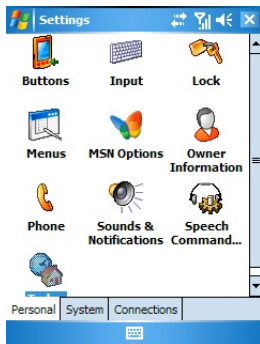 Settings
Buttons
Input
Lock
Menus
MSN Options
Owner
Information
Phone
Sounds &
Notifications
Speech
Command...
Personal
System
Connections